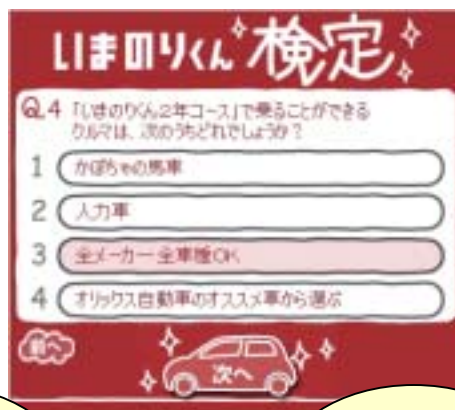 いまのりくん検定
Q.4 「いまのりくん2年コース」で乗ることができる
クルマは、次のうちどれでしょうか？
1 かぼちゃの馬車
2 人力車
3 全メーカー全車種OK
4 オリックス自動車のオススメ車から選ぶ
前へ
次へ